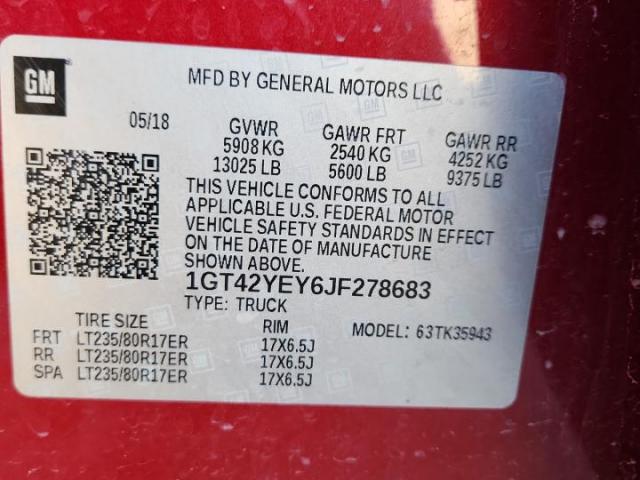 GM
MFD BY GENERAL MOTORS LLC
05/18 GVWR GAWR FRT GAWR RR
5908 KG 2540 KG 4252 KG
13025 LB 5600 LB 9375 LB
THIS VEHICLE CONFORMS TO ALL
APPLICABLE U.S. FEDERAL MOTOR
VEHICLE SAFETY STANDARDS IN EFFECT
ON THE DATE OF MANUFACTURE
SHOWN ABOVE.
1GT42YEY6JF278683
TYPE: TRUCK
TIRE SIZE RIM MODEL: 63TK35943
FRT LT235/80R17ER 17X6.5J
RR LT235/80R17ER 17X6.5J
SPA LT235/80R17ER 17X6.5J